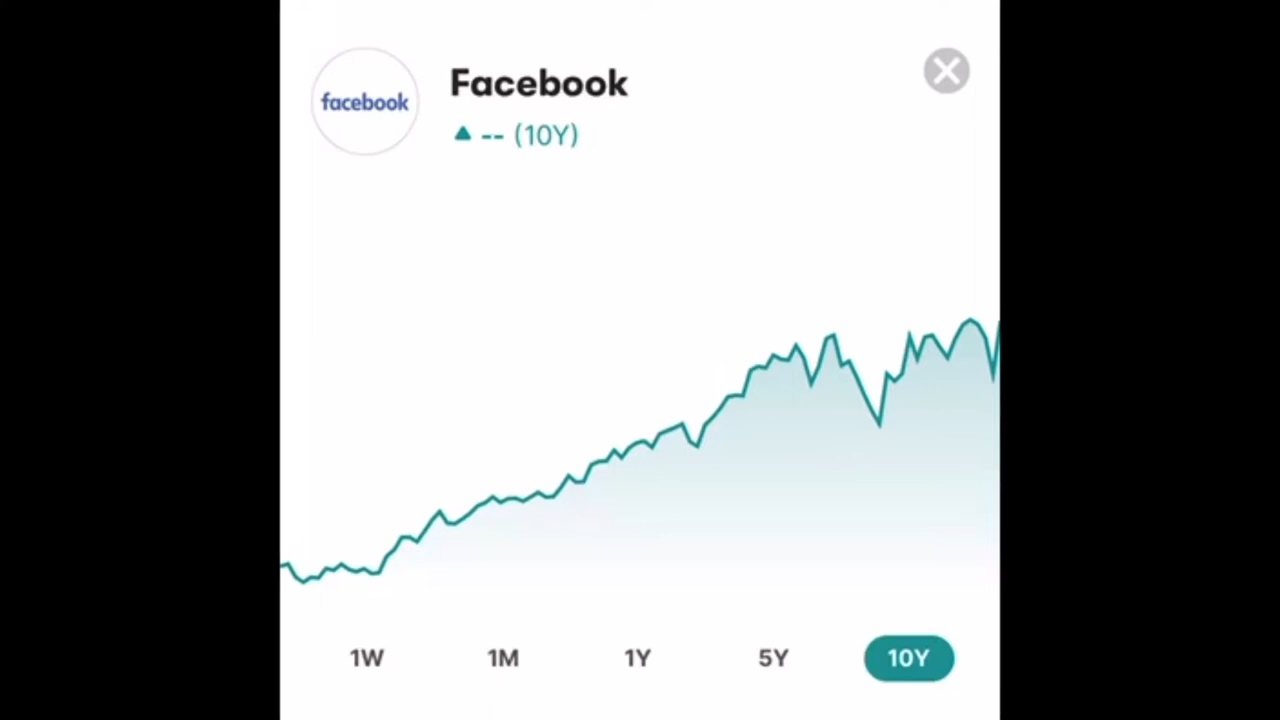 facebook
Facebook
▲ -- (10Y)
1W 1M 1Y 5Y 10Y